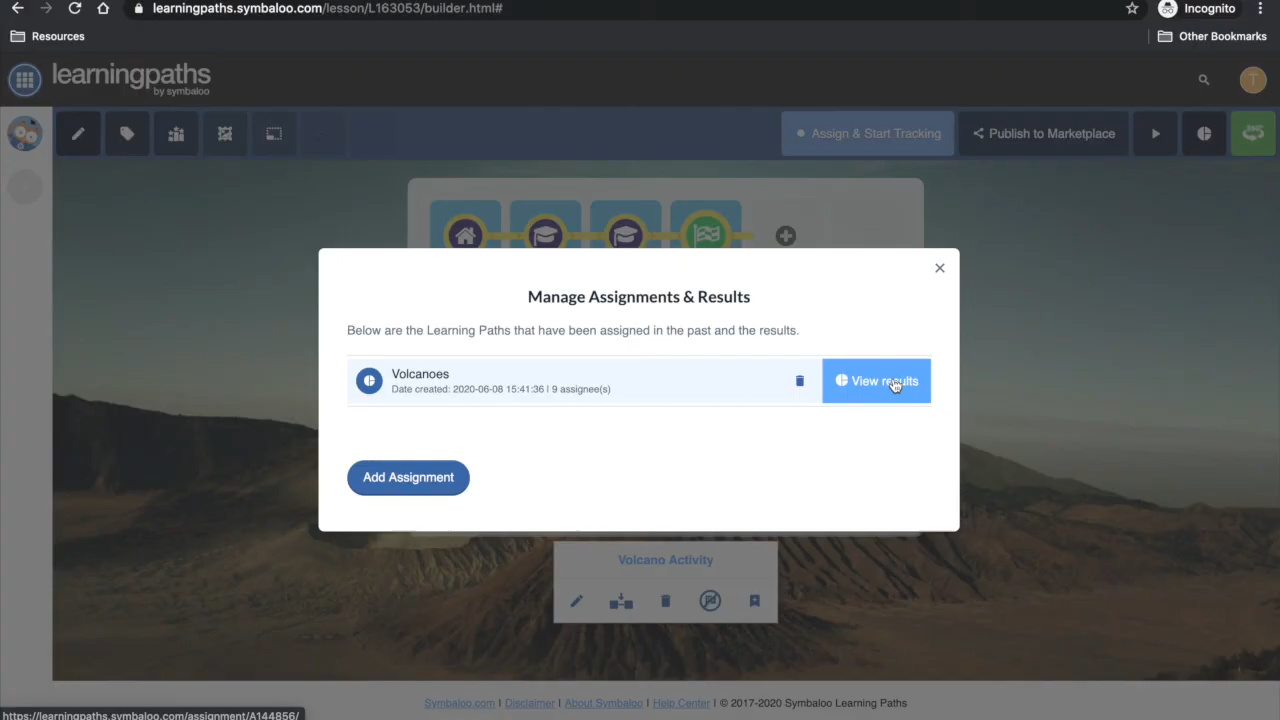 learningpaths.symbaloo.com/lesson/L163053/builder.html#
Incognito
Resources
Other Bookmarks
learningpaths
by symbaloo
T
Assign & Start Tracking
Publish to Marketplace
Manage Assignments & Results
Below are the Learning Paths that have been assigned in the past and the results.
Volcanoes
Date created: 2020-06-08 15:41:36 | 9 assignee(s)
View results
Add Assignment
Volcano Activity
Symbaloo.com | Disclaimer | About Symbaloo | Help Center | © 2017-2020 Symbaloo Learning Paths
https://learningpaths.symbaloo.com/assignment/A144856/